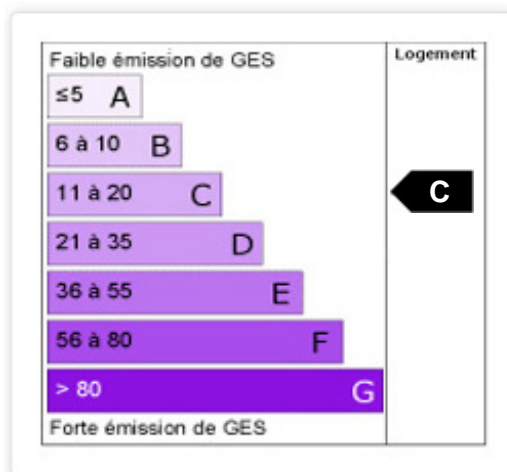 Faible émission de GES
Logement
≤5 A
6 à 10 B
11 à 20 C
C
21 à 35 D
36 à 55 E
56 à 80 F
> 80 G
Forte émission de GES